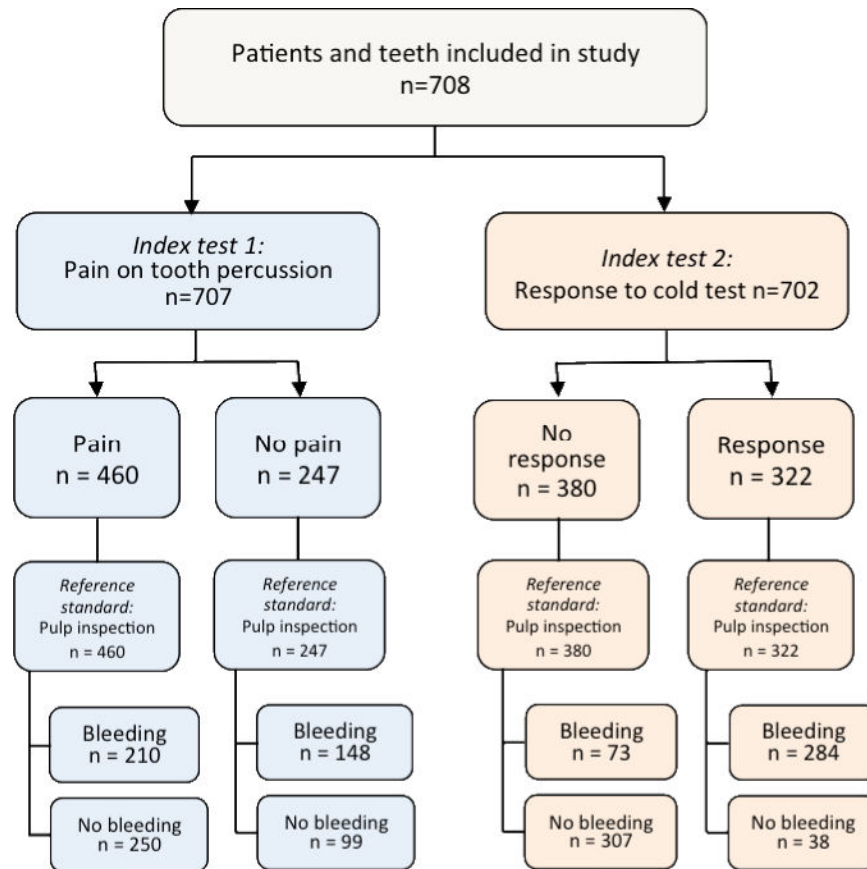 Patients and teeth included in study
n=708
Index test 1:
Pain on tooth percussion
n=707
Index test 2:
Response to cold test n=702
Pain
n = 460
No pain
n = 247
No
response
n = 380
Response
n = 322
Reference
standard:
Pulp inspection
n = 460
Reference
standard:
Pulp inspection
n = 247
Reference
standard:
Pulp inspection
n = 380
Reference
standard:
Pulp inspection
n = 322
Bleeding
n = 210
Bleeding
n = 148
Bleeding
n = 73
Bleeding
n = 284
No bleeding
n = 250
No bleeding
n = 99
No bleeding
n = 307
No bleeding
n = 38